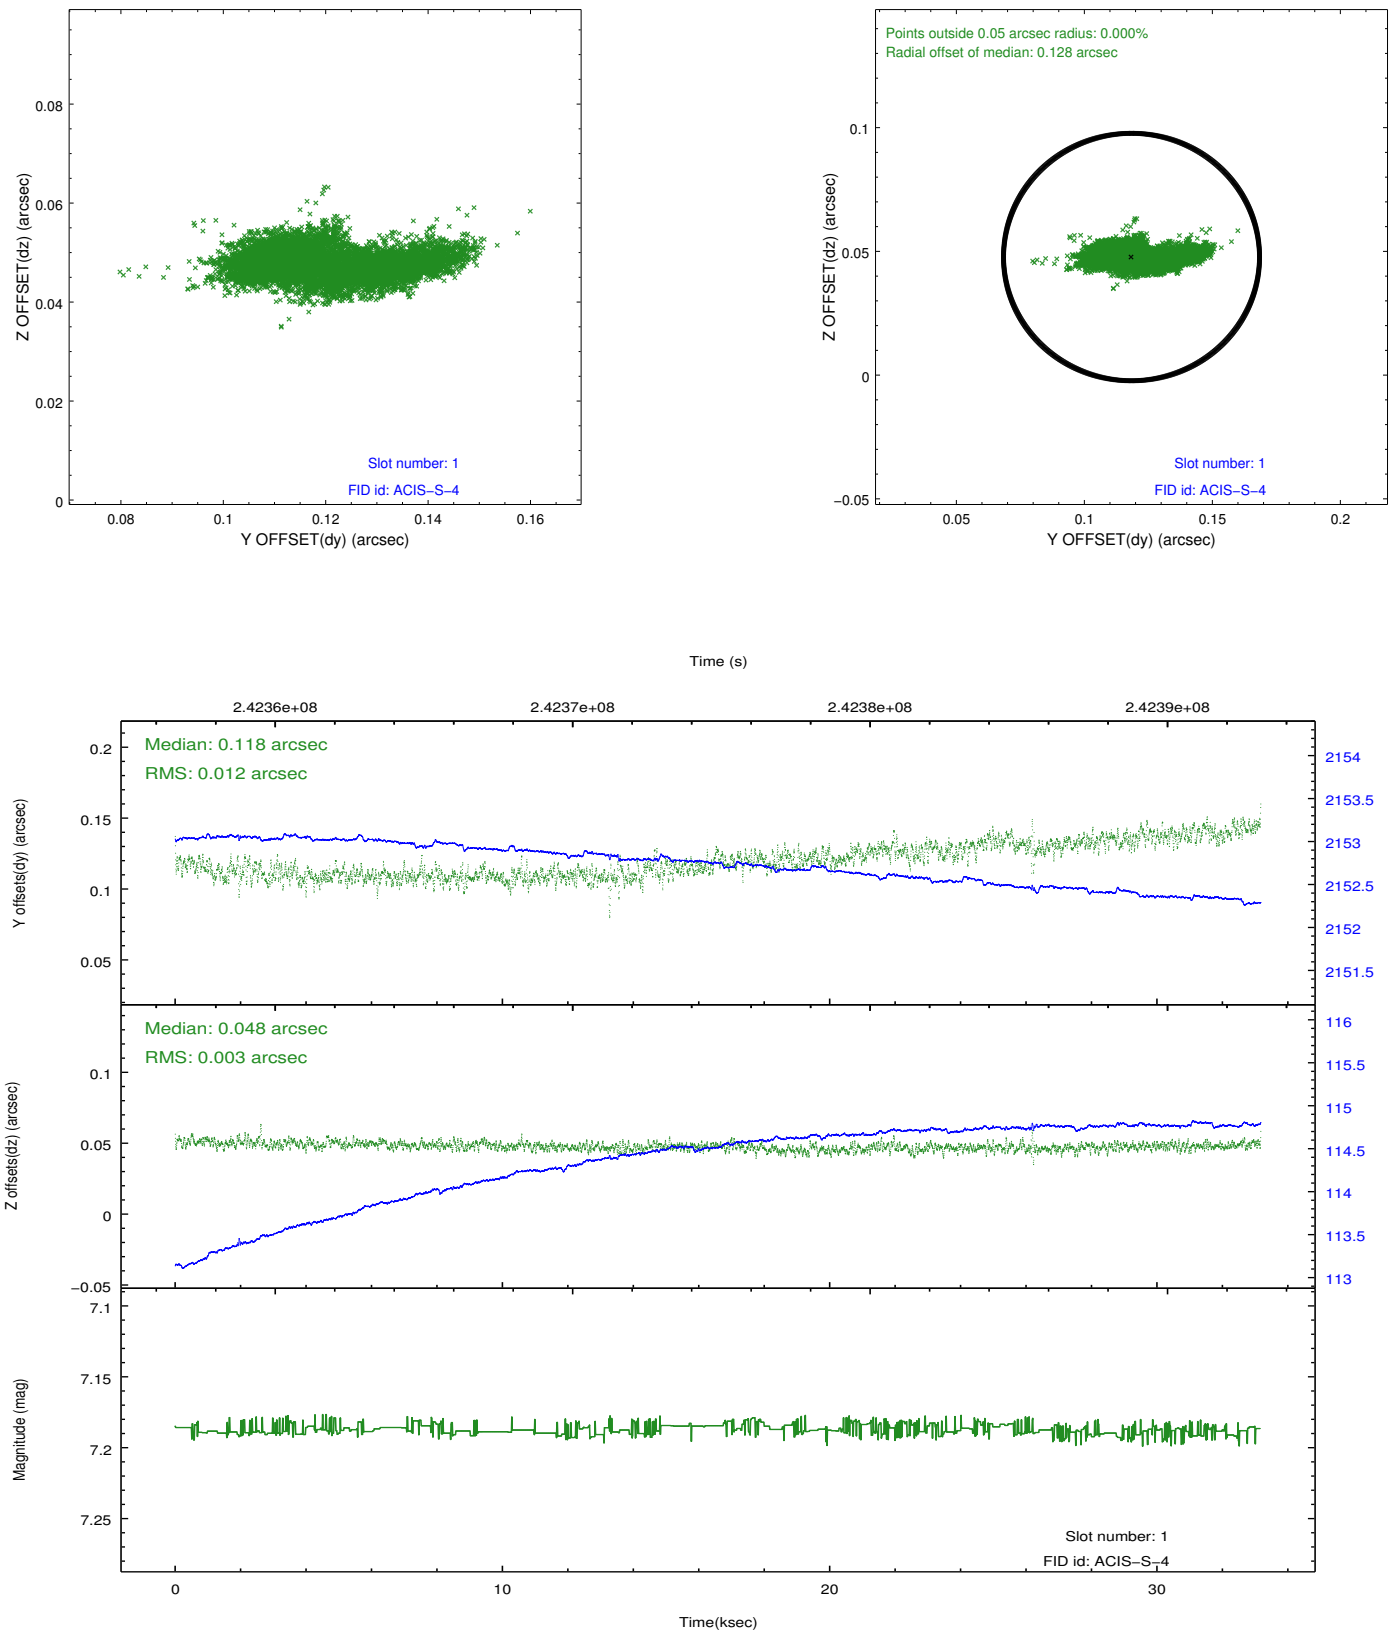 0.08
0.06
0.04
0.02
0
Z OFFSET(dz) (arcsec)
Slot number: 1
FID id: ACIS−S−4
0.08 0.1 0.12 0.14 0.16
Y OFFSET(dy) (arcsec)
Points outside 0.05 arcsec radius: 0.000%
Radial offset of median: 0.128 arcsec
0.1
0.05
0
−0.05
Z OFFSET(dz) (arcsec)
Slot number: 1
FID id: ACIS−S−4
0.05 0.1 0.15 0.2
Y OFFSET(dy) (arcsec)
Time (s)
2.4236e+08 2.4237e+08 2.4238e+08 2.4239e+08
Median: 0.118 arcsec
RMS: 0.012 arcsec
0.2
0.15
0.1
0.05
Y offsets(dy) (arcsec)
2154
2153.5
2153
2152.5
2152
2151.5
Median: 0.048 arcsec
RMS: 0.003 arcsec
0.1
0.05
0
−0.05
Z offsets(dz) (arcsec)
116
115.5
115
114.5
114
113.5
113
7.1
7.15
7.2
7.25
Magnitude (mag)
Slot number: 1
FID id: ACIS−S−4
0 10 20 30
Time(ksec)